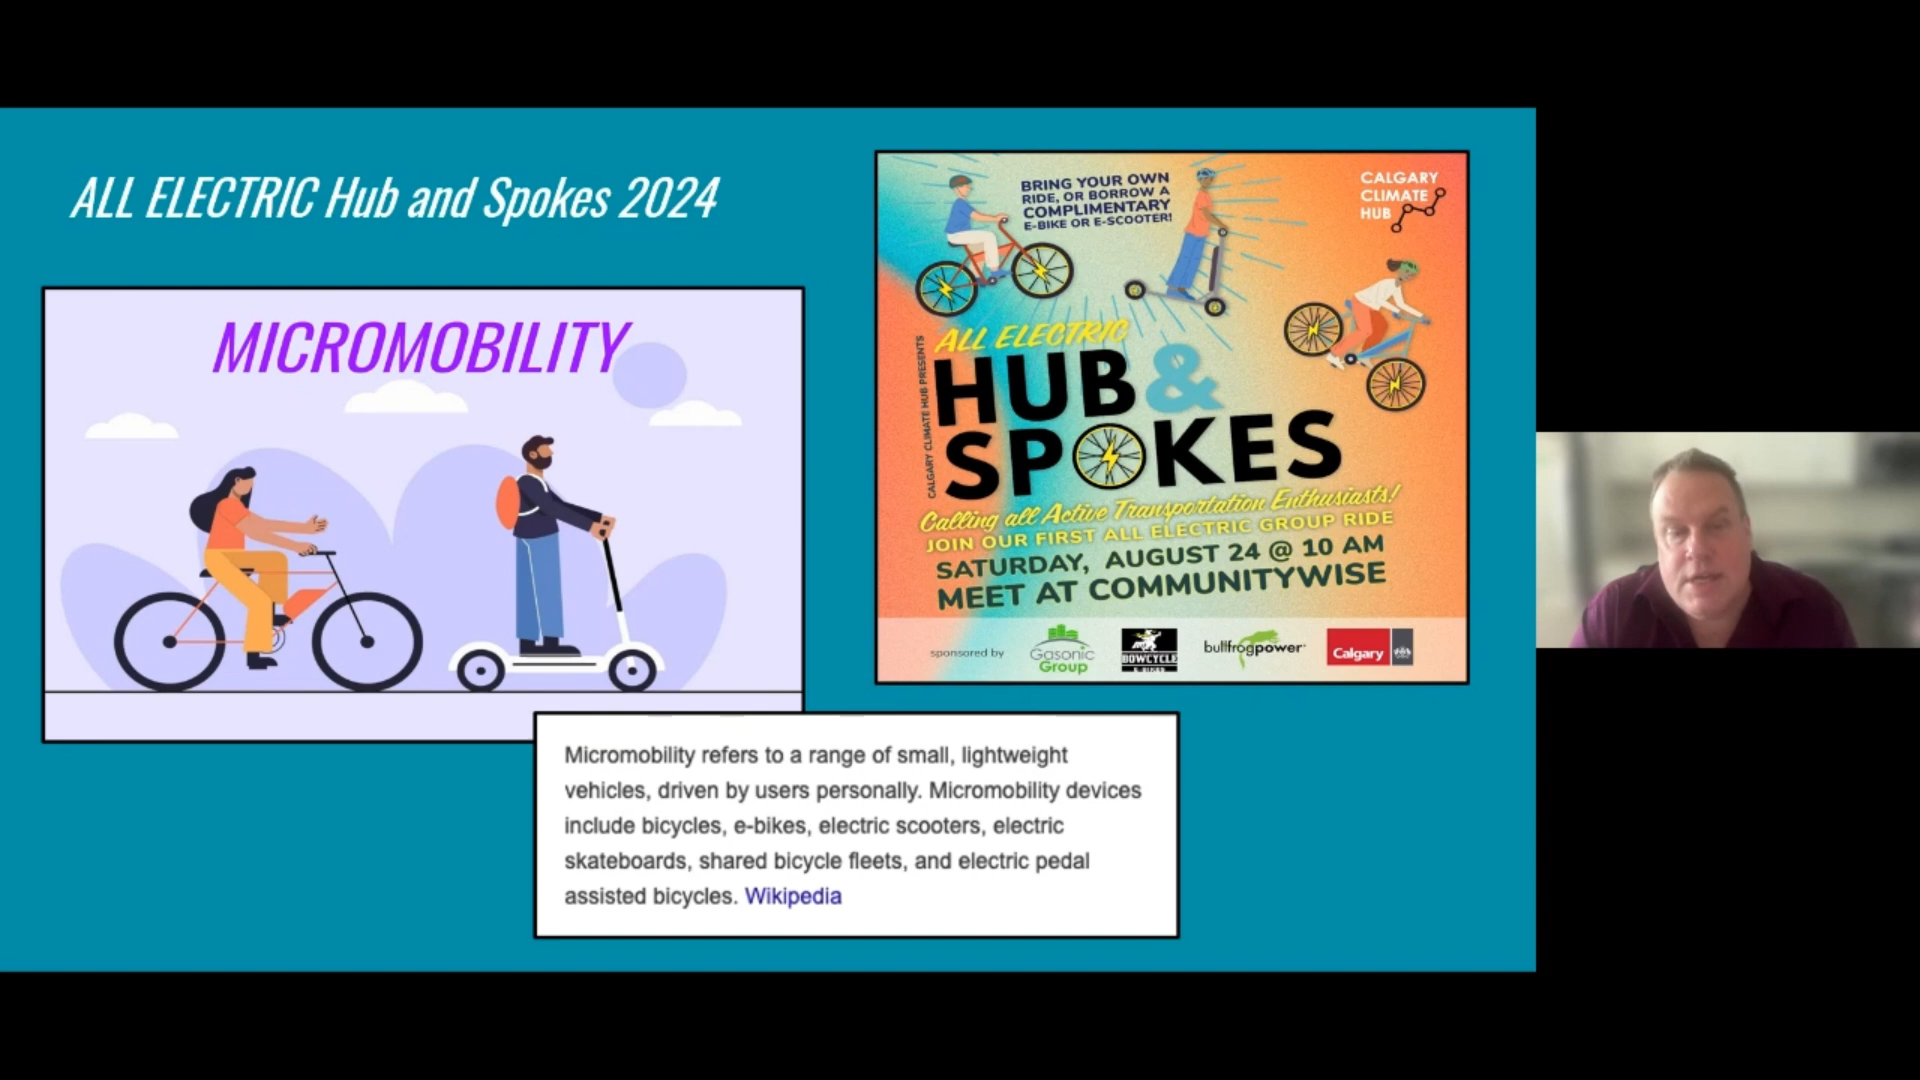 ALL ELECTRIC Hub and Spokes 2024
MICROMOBILITY
BRING YOUR OWN
RIDE, OR BORROW A
COMPLIMENTARY
E-BIKE OR E-SCOOTER!
CALGARY
CLIMATE
HUB
CALGARY CLIMATE HUB PRESENTS
ALL ELECTRIC
HUB &
SPOKES
Calling all Active Transportation Enthusiasts!
JOIN OUR FIRST ALL ELECTRIC GROUP RIDE
SATURDAY, AUGUST 24 @ 10 AM
MEET AT COMMUNITYWISE
sponsored by
Gasonic
Group
BOWCYCLE
E-BIKES
bullfrogpower
Calgary
Micromobility refers to a range of small, lightweight
vehicles, driven by users personally. Micromobility devices
include bicycles, e-bikes, electric scooters, electric
skateboards, shared bicycle fleets, and electric pedal
assisted bicycles. Wikipedia